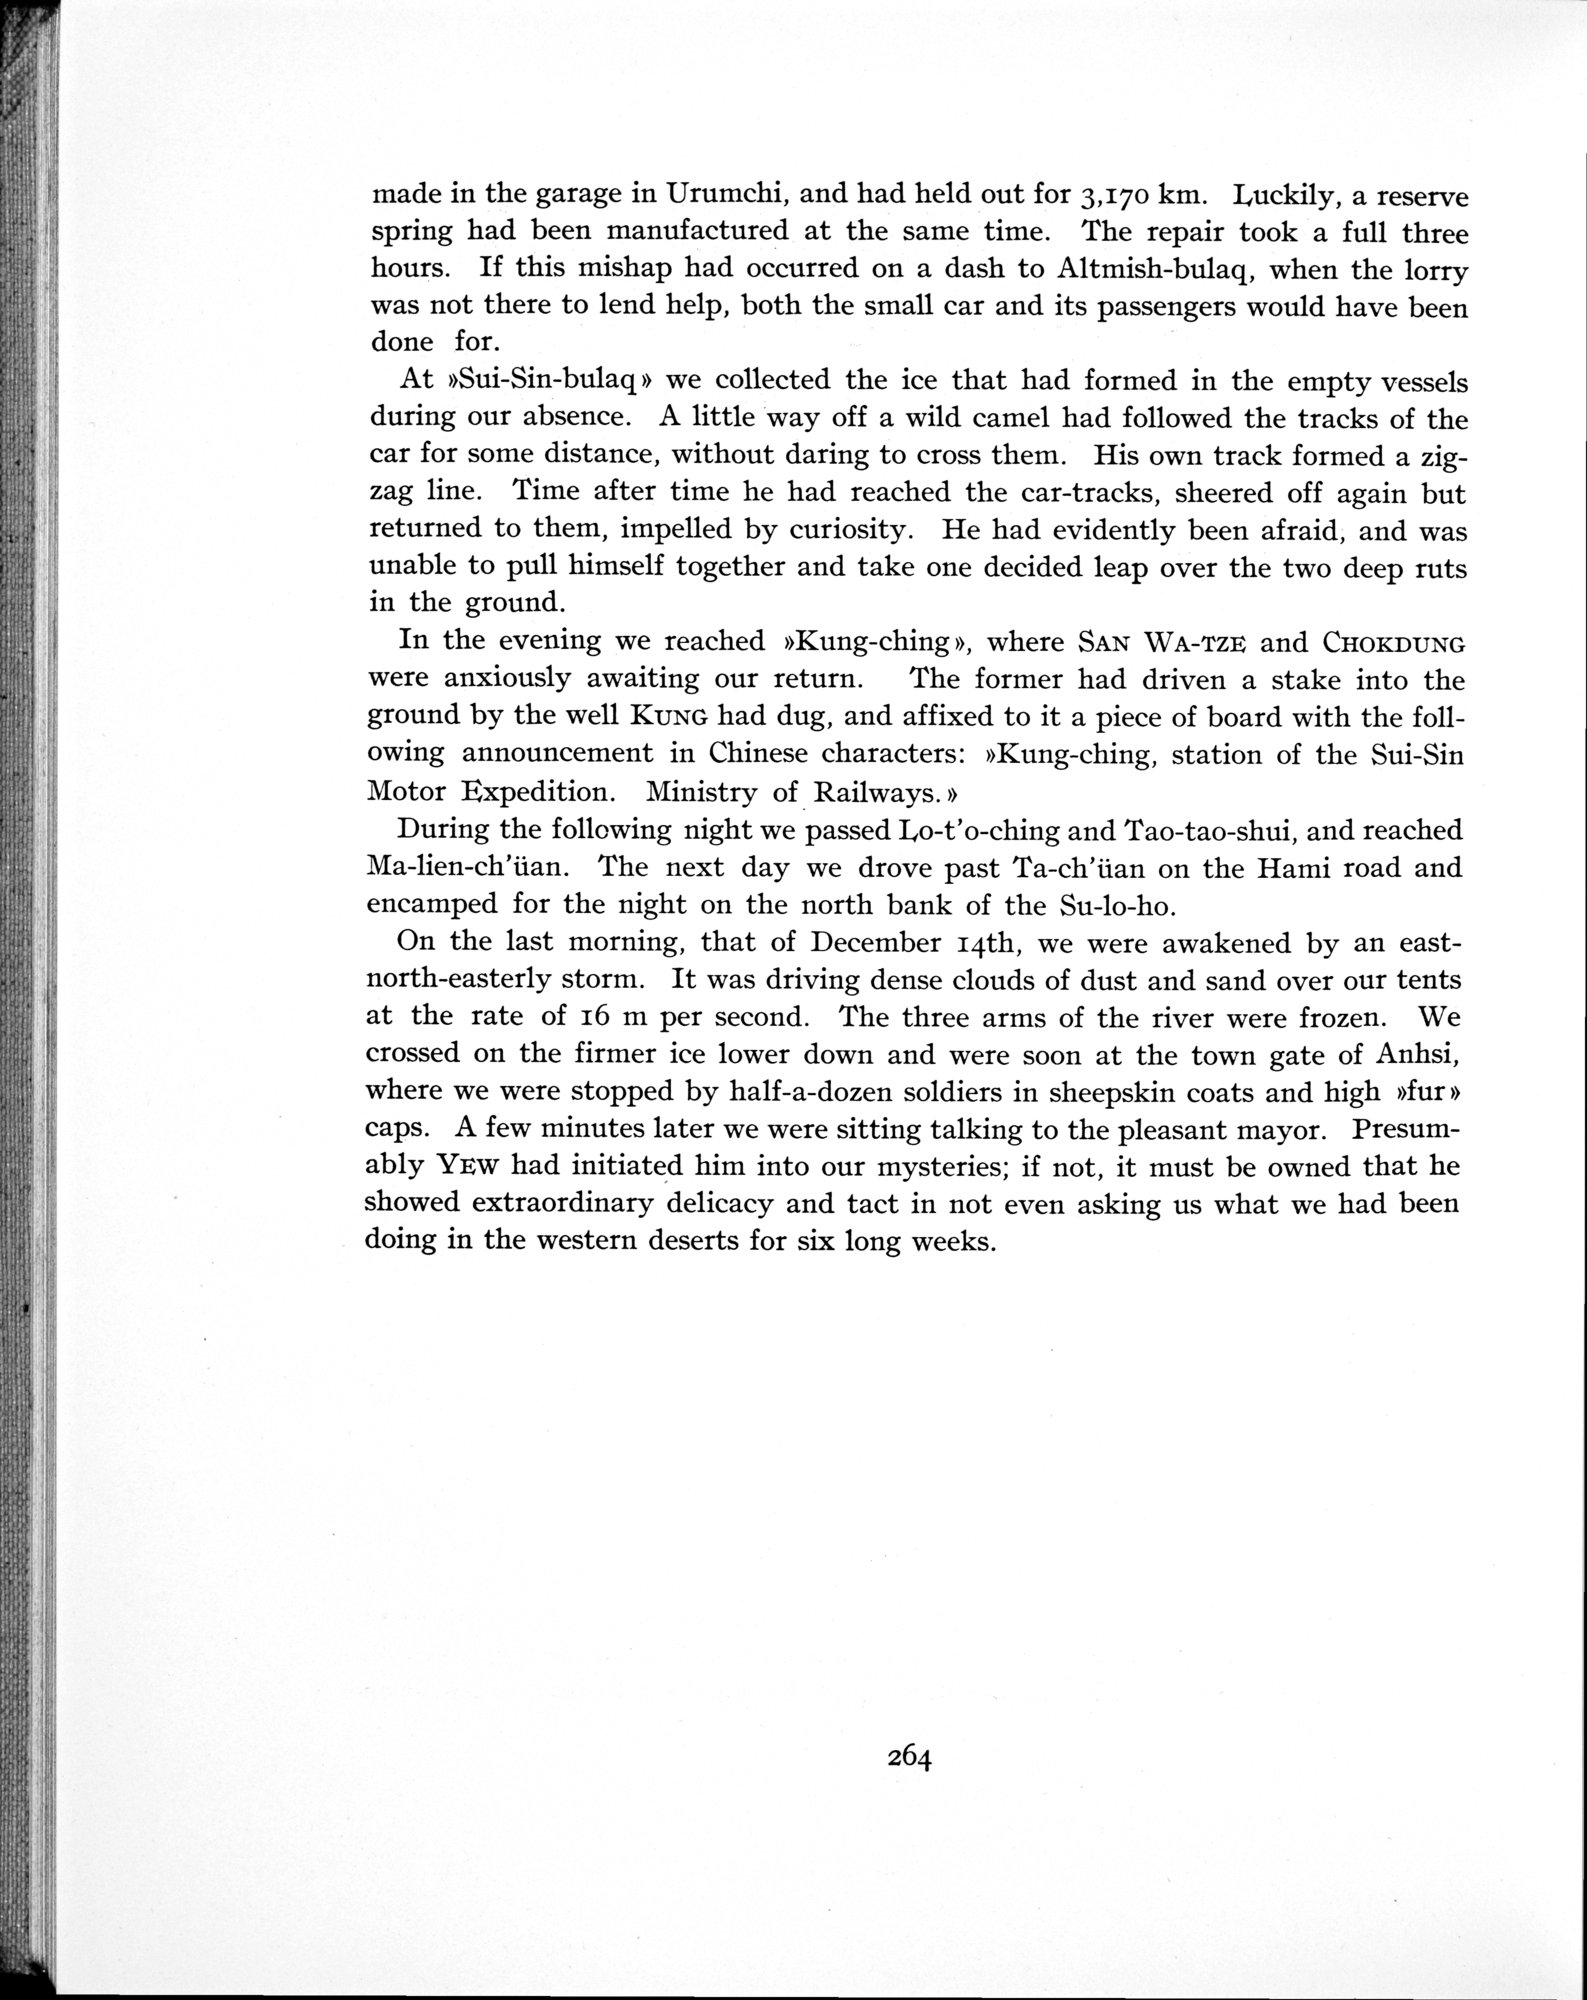 made in the garage in Urumchi, and had held out for 3,170 km. Luckily, a reserve
spring had been manufactured at the same time. The repair took a full three
hours. If this mishap had occurred on a dash to Altmish-bulaq, when the lorry
was not there to lend help, both the small car and its passengers would have been
done for.
At »Sui-Sin-bulaq» we collected the ice that had formed in the empty vessels
during our absence. A little way off a wild camel had followed the tracks of the
car for some distance, without daring to cross them. His own track formed a zig-
zag line. Time after time he had reached the car-tracks, sheered off again but
returned to them, impelled by curiosity. He had evidently been afraid, and was
unable to pull himself together and take one decided leap over the two deep ruts
in the ground.
In the evening we reached »Kung-ching», where SAN WA-TZE and CHOKDUNG
were anxiously awaiting our return. The former had driven a stake into the
ground by the well KUNG had dug, and affixed to it a piece of board with the foll-
owing announcement in Chinese characters: »Kung-ching, station of the Sui-Sin
Motor Expedition. Ministry of Railways.»
During the following night we passed Lo-t'o-ching and Tao-tao-shui, and reached
Ma-lien-ch'üan. The next day we drove past Ta-ch'üan on the Hami road and
encamped for the night on the north bank of the Su-lo-ho.
On the last morning, that of December 14th, we were awakened by an east-
north-easterly storm. It was driving dense clouds of dust and sand over our tents
at the rate of 16 m per second. The three arms of the river were frozen. We
crossed on the firmer ice lower down and were soon at the town gate of Anhsi,
where we were stopped by half-a-dozen soldiers in sheepskin coats and high »fur»
caps. A few minutes later we were sitting talking to the pleasant mayor. Presum-
ably YEW had initiated him into our mysteries; if not, it must be owned that he
showed extraordinary delicacy and tact in not even asking us what we had been
doing in the western deserts for six long weeks.
264